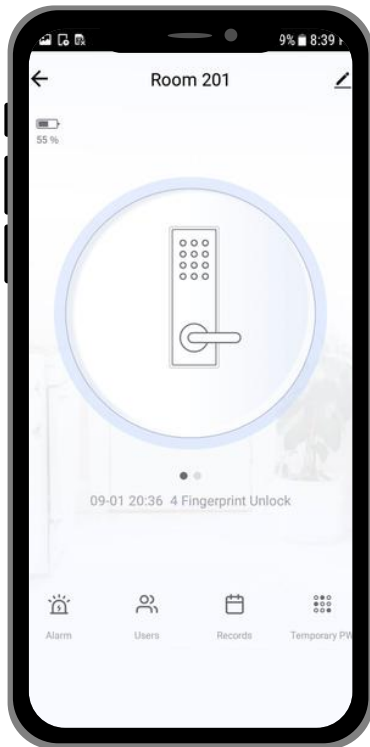 9% 8:39
Room 201
55 %
09-01 20:36 4 Fingerprint Unlock
Alarm Users Records Temporary PW